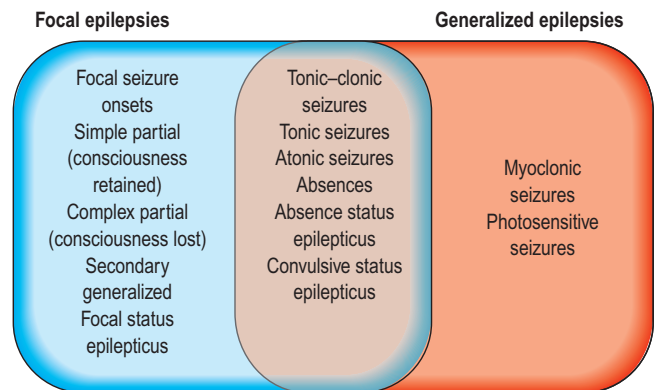 Focal epilepsies
Generalized epilepsies
Focal seizure
onsets
Simple partial
(consciousness
retained)
Complex partial
(consciousness lost)
Secondary
generalized
Focal status
epilepticus
Tonic–clonic
seizures
Tonic seizures
Atonic seizures
Absences
Absence status
epilepticus
Convulsive status
epilepticus
Myoclonic
seizures
Photosensitive
seizures